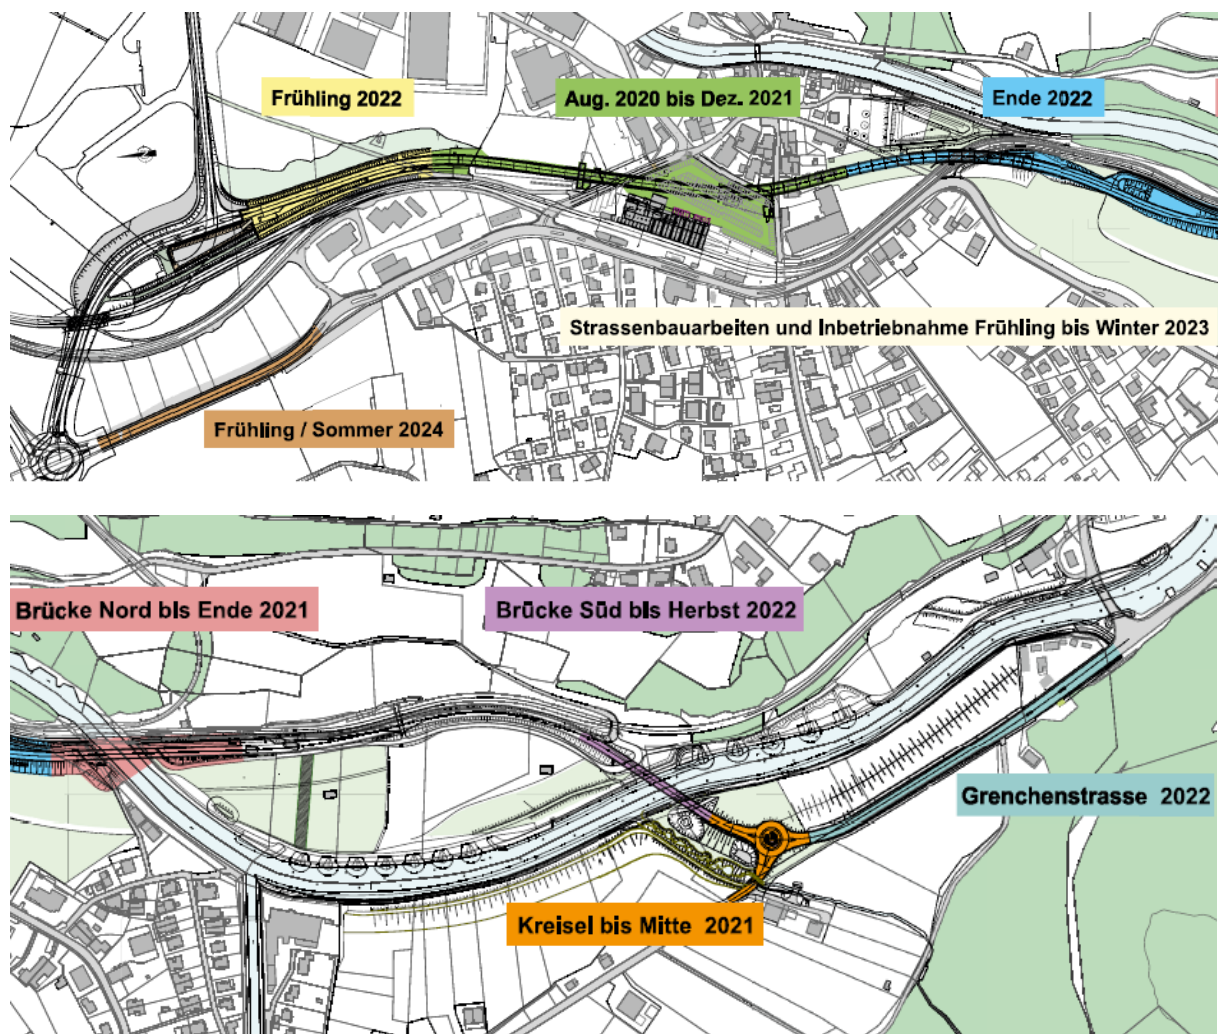 Frühling 2022
Aug. 2020 bis Dez. 2021
Ende 2022
Strassenbauarbeiten und Inbetriebnahme Frühling bis Winter 2023
Frühling / Sommer 2024
Brücke Nord bis Ende 2021
Brücke Süd bis Herbst 2022
Grenchenstrasse 2022
Kreisel bis Mitte 2021